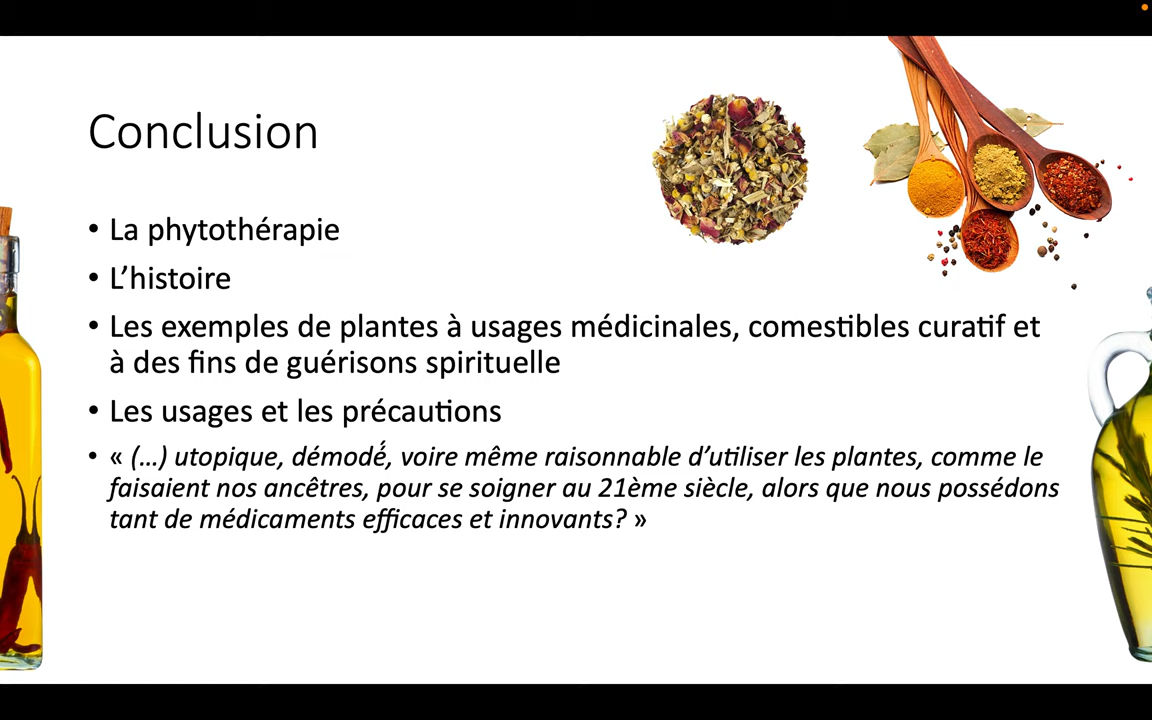 Conclusion
• La phytothérapie
• L’histoire
• Les exemples de plantes à usages médicinales, comestibles curatif et
à des fins de guérisons spirituelle
• Les usages et les précautions
• « (…) utopique, démodé́, voire même raisonnable d’utiliser les plantes, comme le
faisaient nos ancêtres, pour se soigner au 21ème siècle, alors que nous possédons
tant de médicaments efficaces et innovants? »